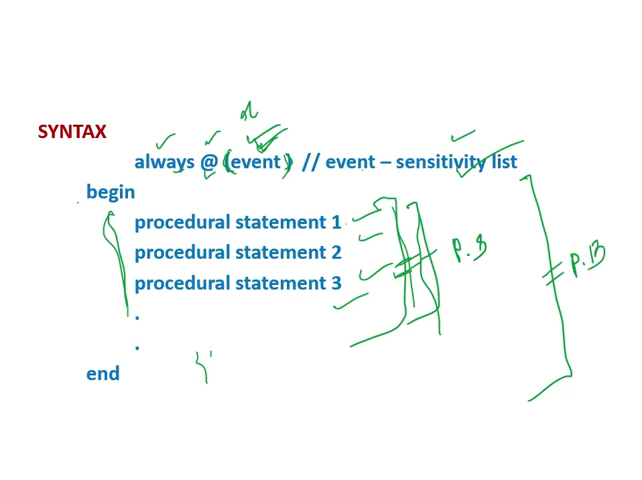 SYNTAX
always @ (event) // event – sensitivity list
begin
procedural statement 1
procedural statement 2
procedural statement 3
.
.
end
P.S
P.B